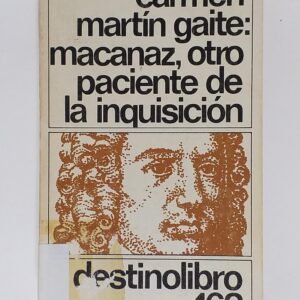 carmen
martín gaite:
macanaz, otro
paciente de
la inquisición
destinolibro